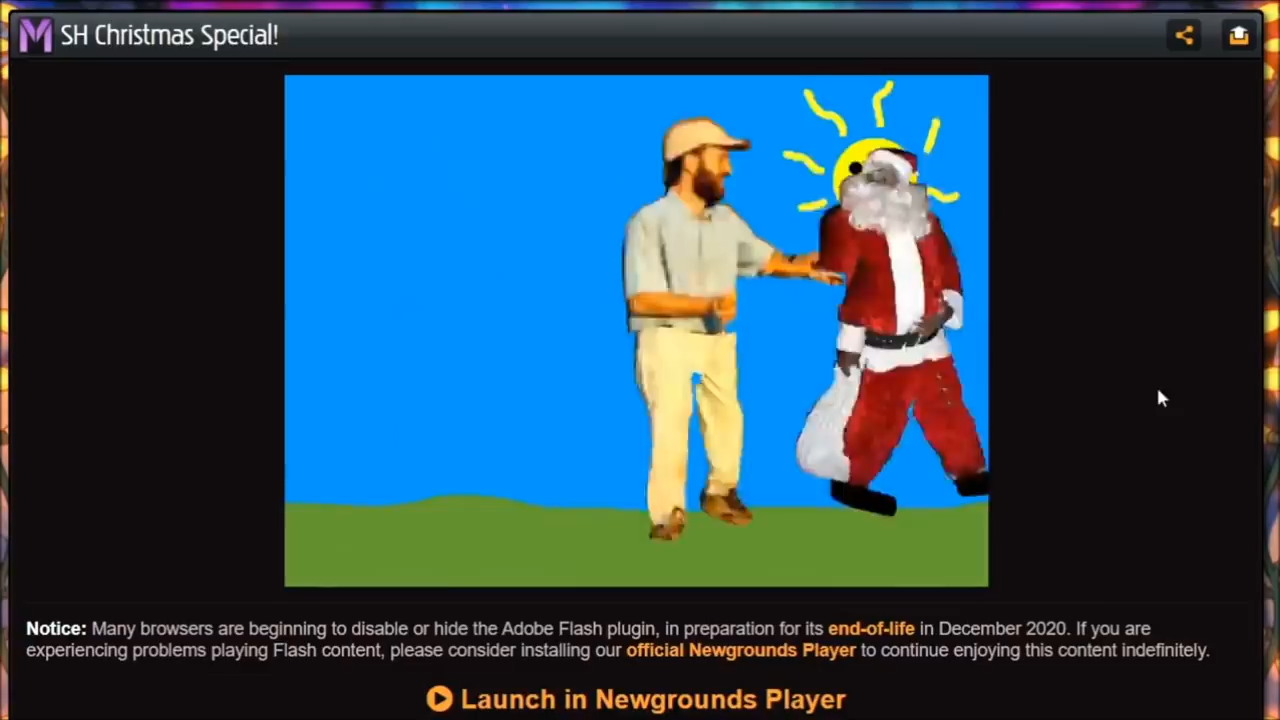 SH Christmas Special!
Notice: Many browsers are beginning to disable or hide the Adobe Flash plugin, in preparation for its end-of-life in December 2020. If you are
experiencing problems playing Flash content, please consider installing our official Newgrounds Player to continue enjoying this content indefinitely.
Launch in Newgrounds Player